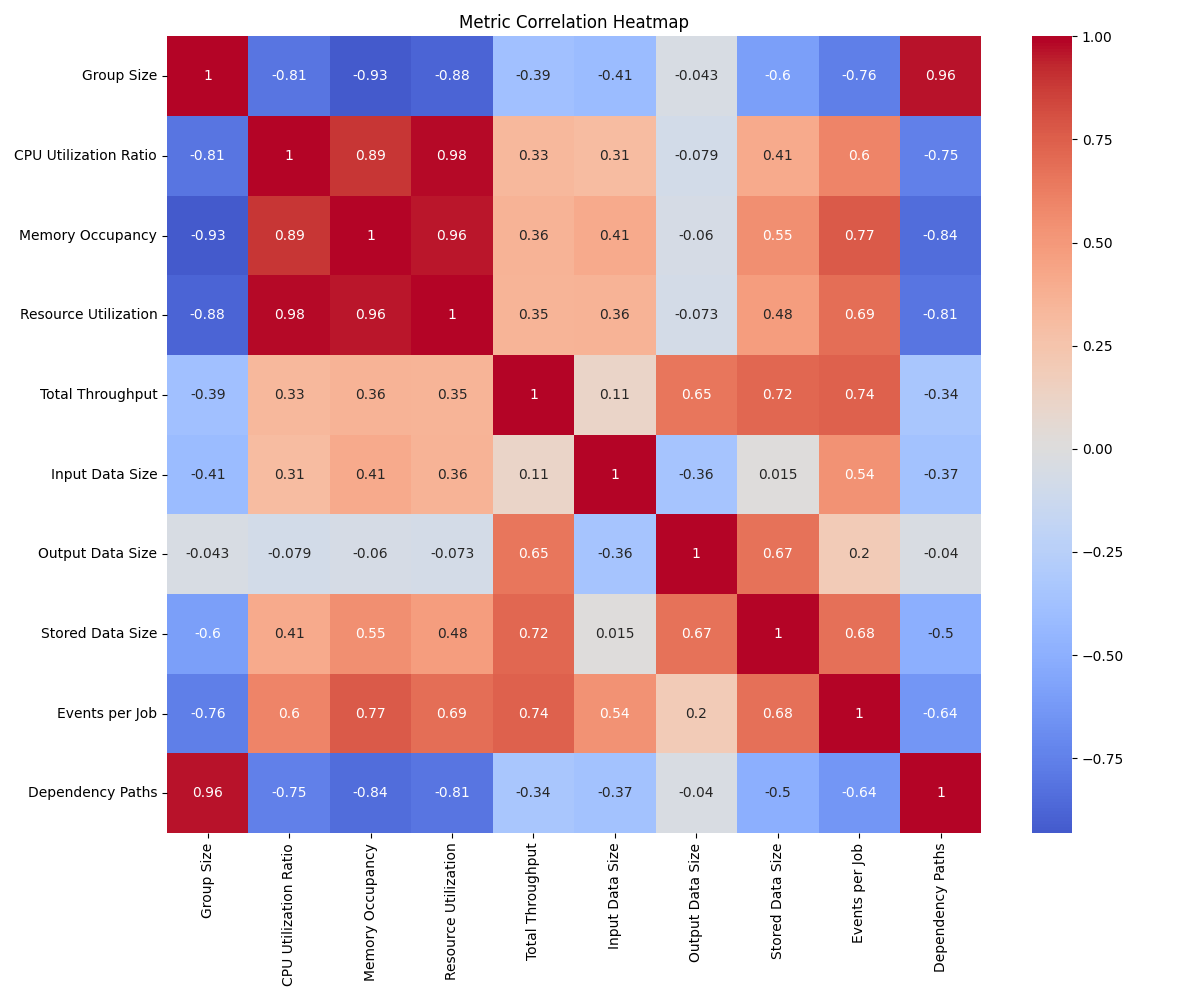 Metric Correlation Heatmap
Group Size 1 -0.81 -0.93 -0.88 -0.39 -0.41 -0.043 -0.6 -0.76 0.96
CPU Utilization Ratio -0.81 1 0.89 0.98 0.33 0.31 -0.079 0.41 0.6 -0.75
Memory Occupancy -0.93 0.89 1 0.96 0.36 0.41 -0.06 0.55 0.77 -0.84
Resource Utilization -0.88 0.98 0.96 1 0.35 0.36 -0.073 0.48 0.69 -0.81
Total Throughput -0.39 0.33 0.36 0.35 1 0.11 0.65 0.72 0.74 -0.34
Input Data Size -0.41 0.31 0.41 0.36 0.11 1 -0.36 0.015 0.54 -0.37
Output Data Size -0.043 -0.079 -0.06 -0.073 0.65 -0.36 1 0.67 0.2 -0.04
Stored Data Size -0.6 0.41 0.55 0.48 0.72 0.015 0.67 1 0.68 -0.5
Events per Job -0.76 0.6 0.77 0.69 0.74 0.54 0.2 0.68 1 -0.64
Dependency Paths 0.96 -0.75 -0.84 -0.81 -0.34 -0.37 -0.04 -0.5 -0.64 1
Group Size
CPU Utilization Ratio
Memory Occupancy
Resource Utilization
Total Throughput
Input Data Size
Output Data Size
Stored Data Size
Events per Job
Dependency Paths
1.00
0.75
0.50
0.25
0.00
−0.25
−0.50
−0.75